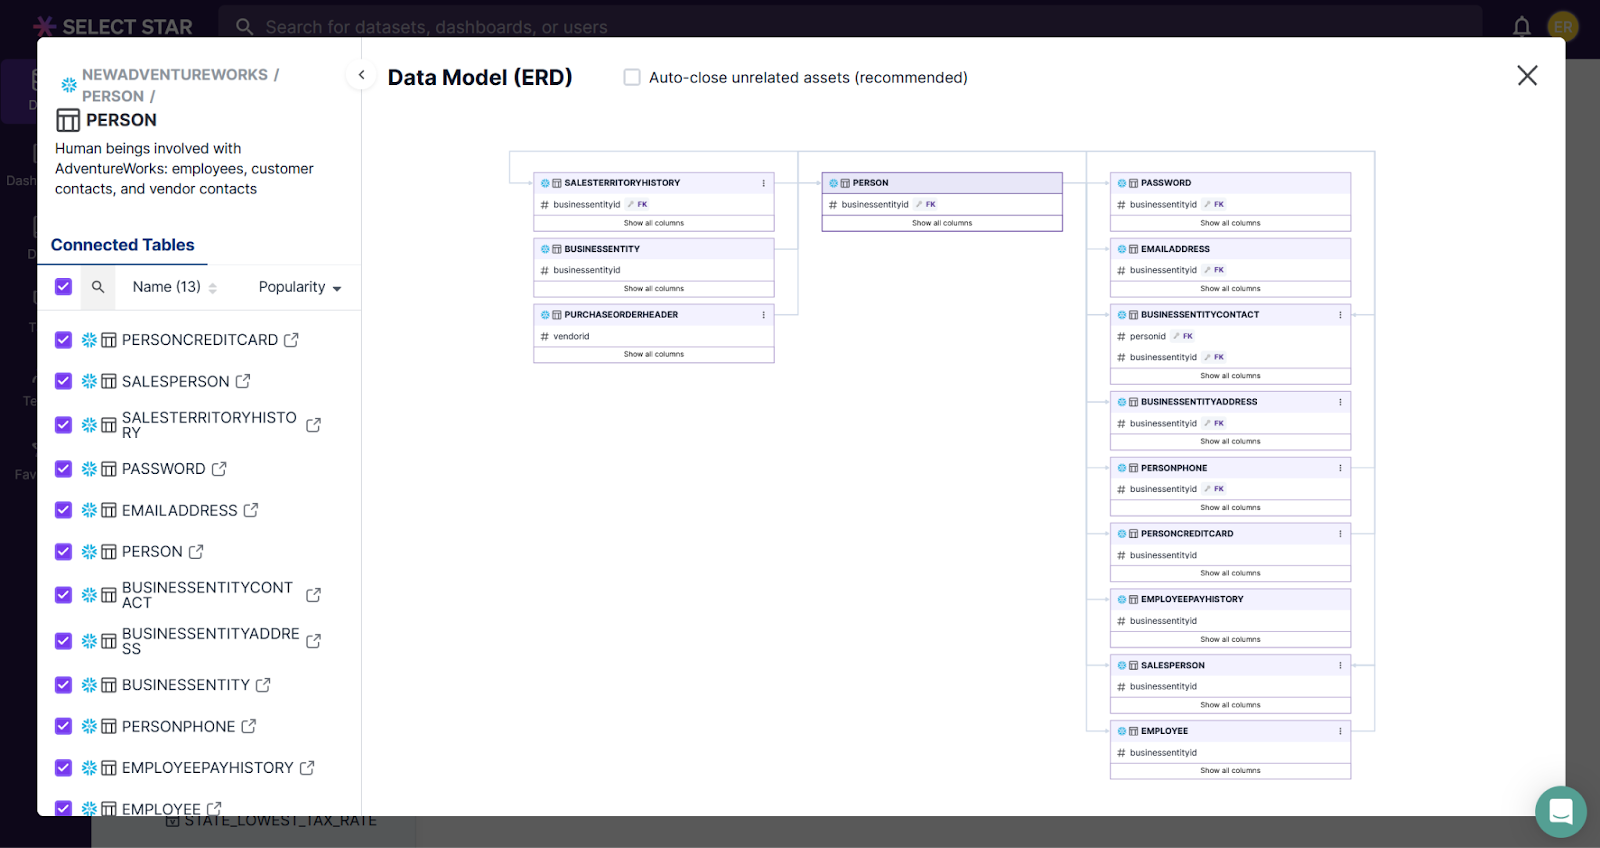 SELECT STAR
Search for datasets, dashboards, or users
ER
NEWADVENTUREWORKS /
PERSON /
PERSON
Human beings involved with
AdventureWorks: employees, customer
contacts, and vendor contacts
Connected Tables
Name (13)
Popularity
PERSONCREDITCARD
SALESPERSON
SALESTERRITORYHISTO
RY
PASSWORD
EMAILADDRESS
PERSON
BUSINESSENTITYCONT
ACT
BUSINESSENTITYADDRE
SS
BUSINESSENTITY
PERSONPHONE
EMPLOYEEPAYHISTORY
EMPLOYEE
Data Model (ERD)
Auto-close unrelated assets (recommended)
SALESTERRITORYHISTORY
# businessentityid FK
Show all columns
BUSINESSENTITY
# businessentityid
Show all columns
PURCHASEORDERHEADER
# vendorid
Show all columns
PERSON
# businessentityid FK
Show all columns
PASSWORD
# businessentityid FK
Show all columns
EMAILADDRESS
# businessentityid FK
Show all columns
BUSINESSENTITYCONTACT
# personid FK
# businessentityid FK
Show all columns
BUSINESSENTITYADDRESS
# businessentityid FK
Show all columns
PERSONPHONE
# businessentityid FK
Show all columns
PERSONCREDITCARD
# businessentityid
Show all columns
EMPLOYEEPAYHISTORY
# businessentityid
Show all columns
SALESPERSON
# businessentityid
Show all columns
EMPLOYEE
# businessentityid
Show all columns
STATE_LOWEST_TAX_RATE